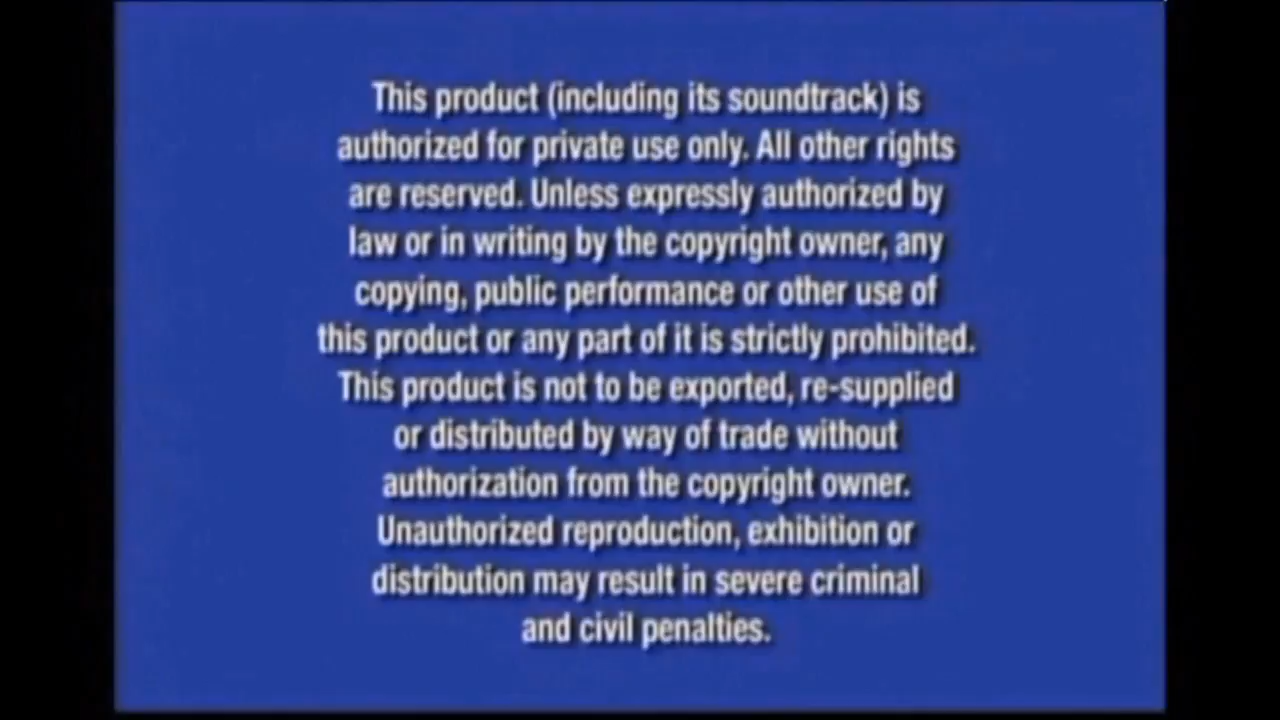 This product (including its soundtrack) is
authorized for private use only. All other rights
are reserved. Unless expressly authorized by
law or in writing by the copyright owner, any
copying, public performance or other use of
this product or any part of it is strictly prohibited.
This product is not to be exported, re-supplied
or distributed by way of trade without
authorization from the copyright owner.
Unauthorized reproduction, exhibition or
distribution may result in severe criminal
and civil penalties.